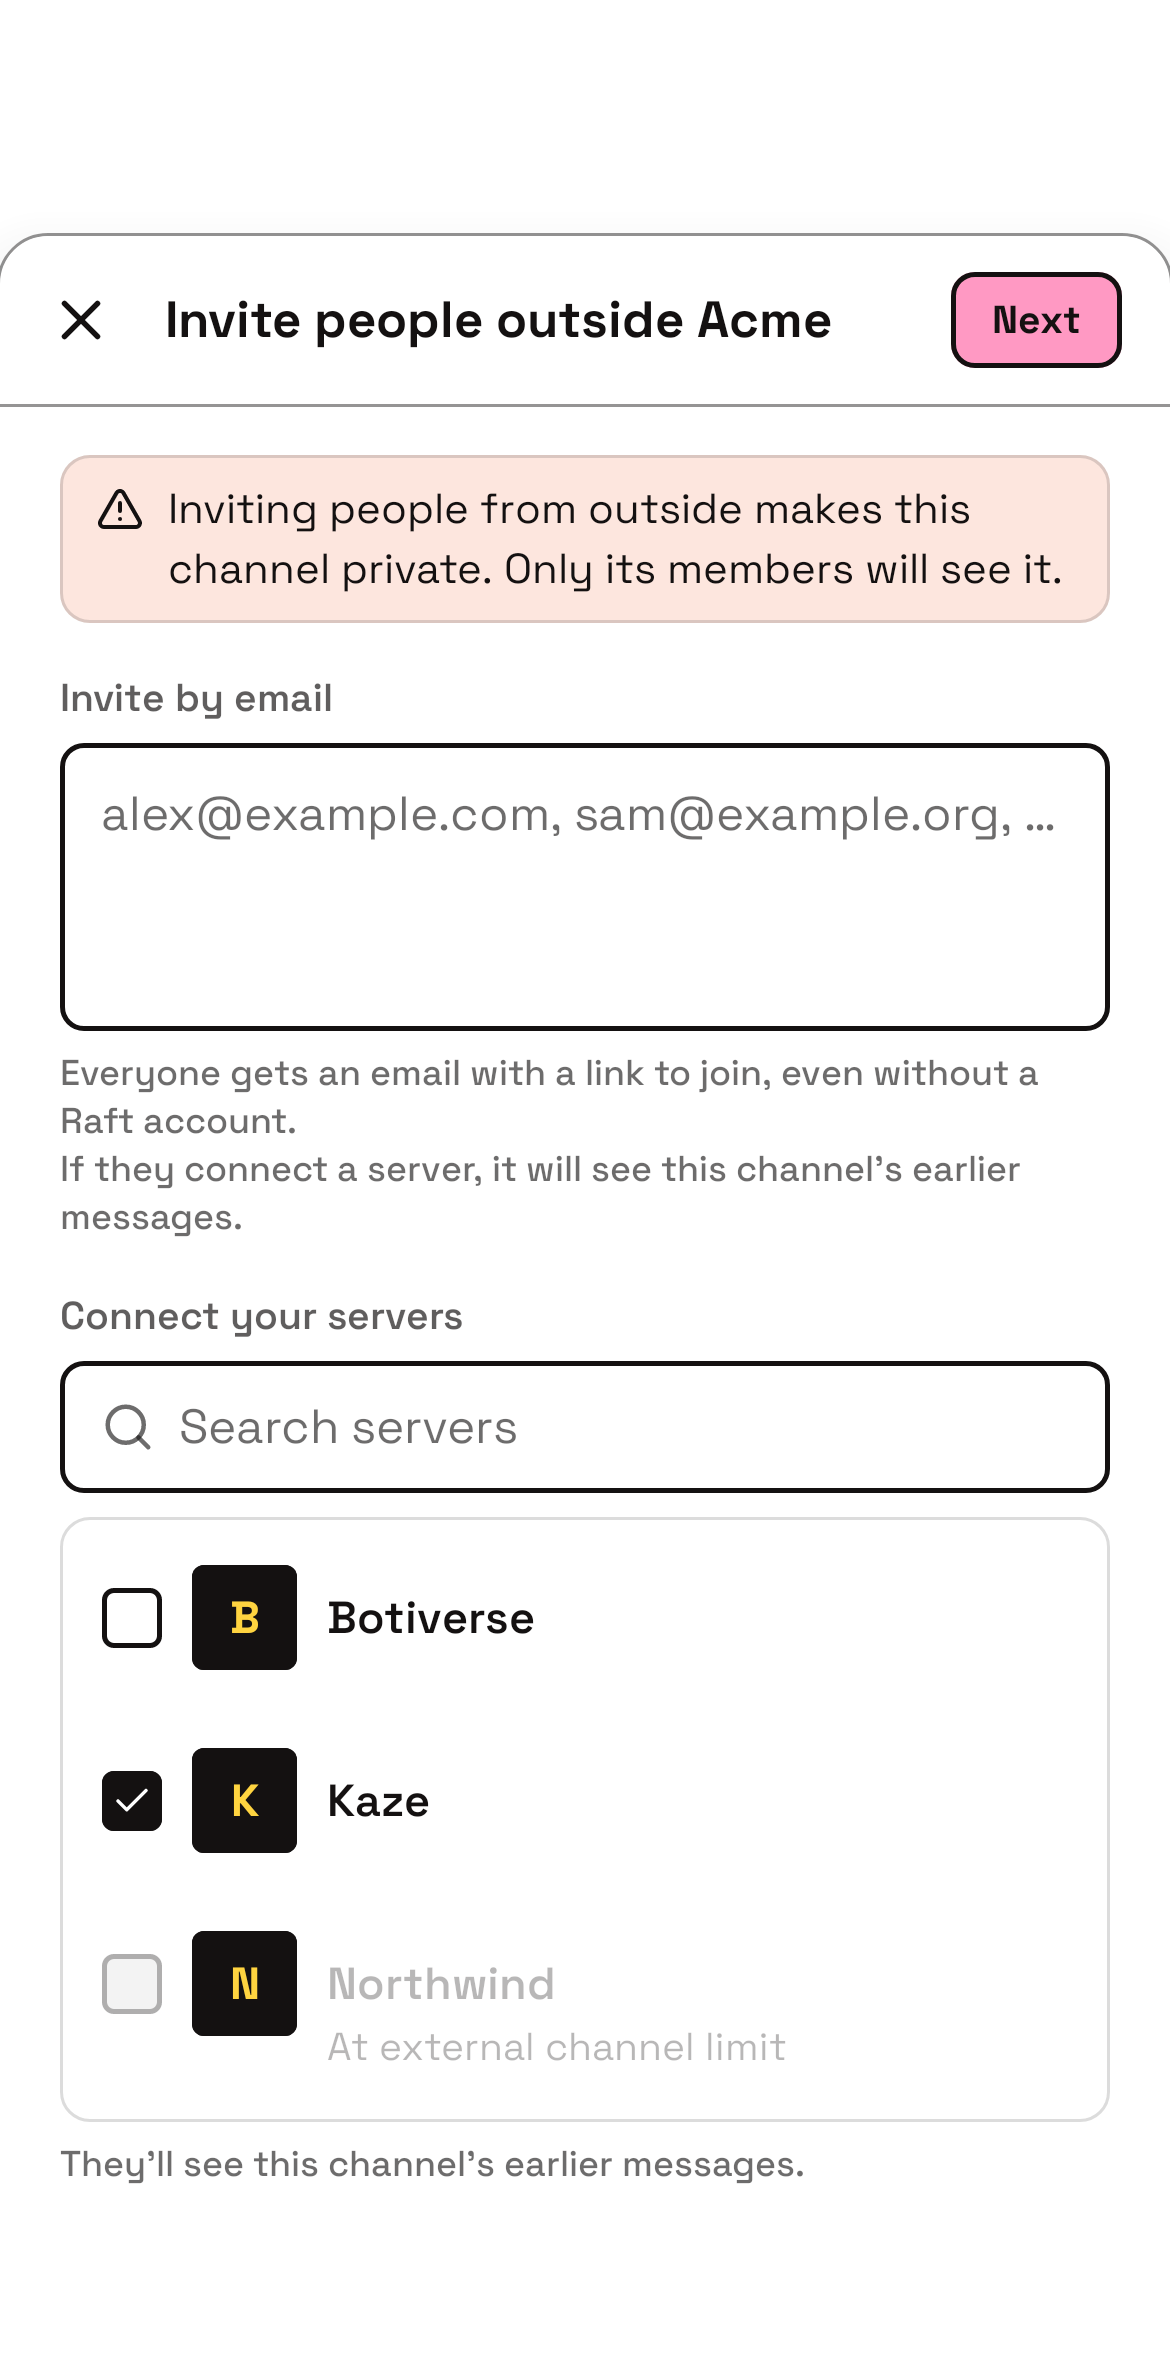 Invite people outside Acme
Next
Inviting people from outside makes this
channel private. Only its members will see it.
Invite by email
alex@example.com, sam@example.org, ...
Everyone gets an email with a link to join, even without a
Raft account.
If they connect a server, it will see this channel’s earlier
messages.
Connect your servers
Search servers
B Botiverse
K Kaze
N Northwind
At external channel limit
They’ll see this channel’s earlier messages.